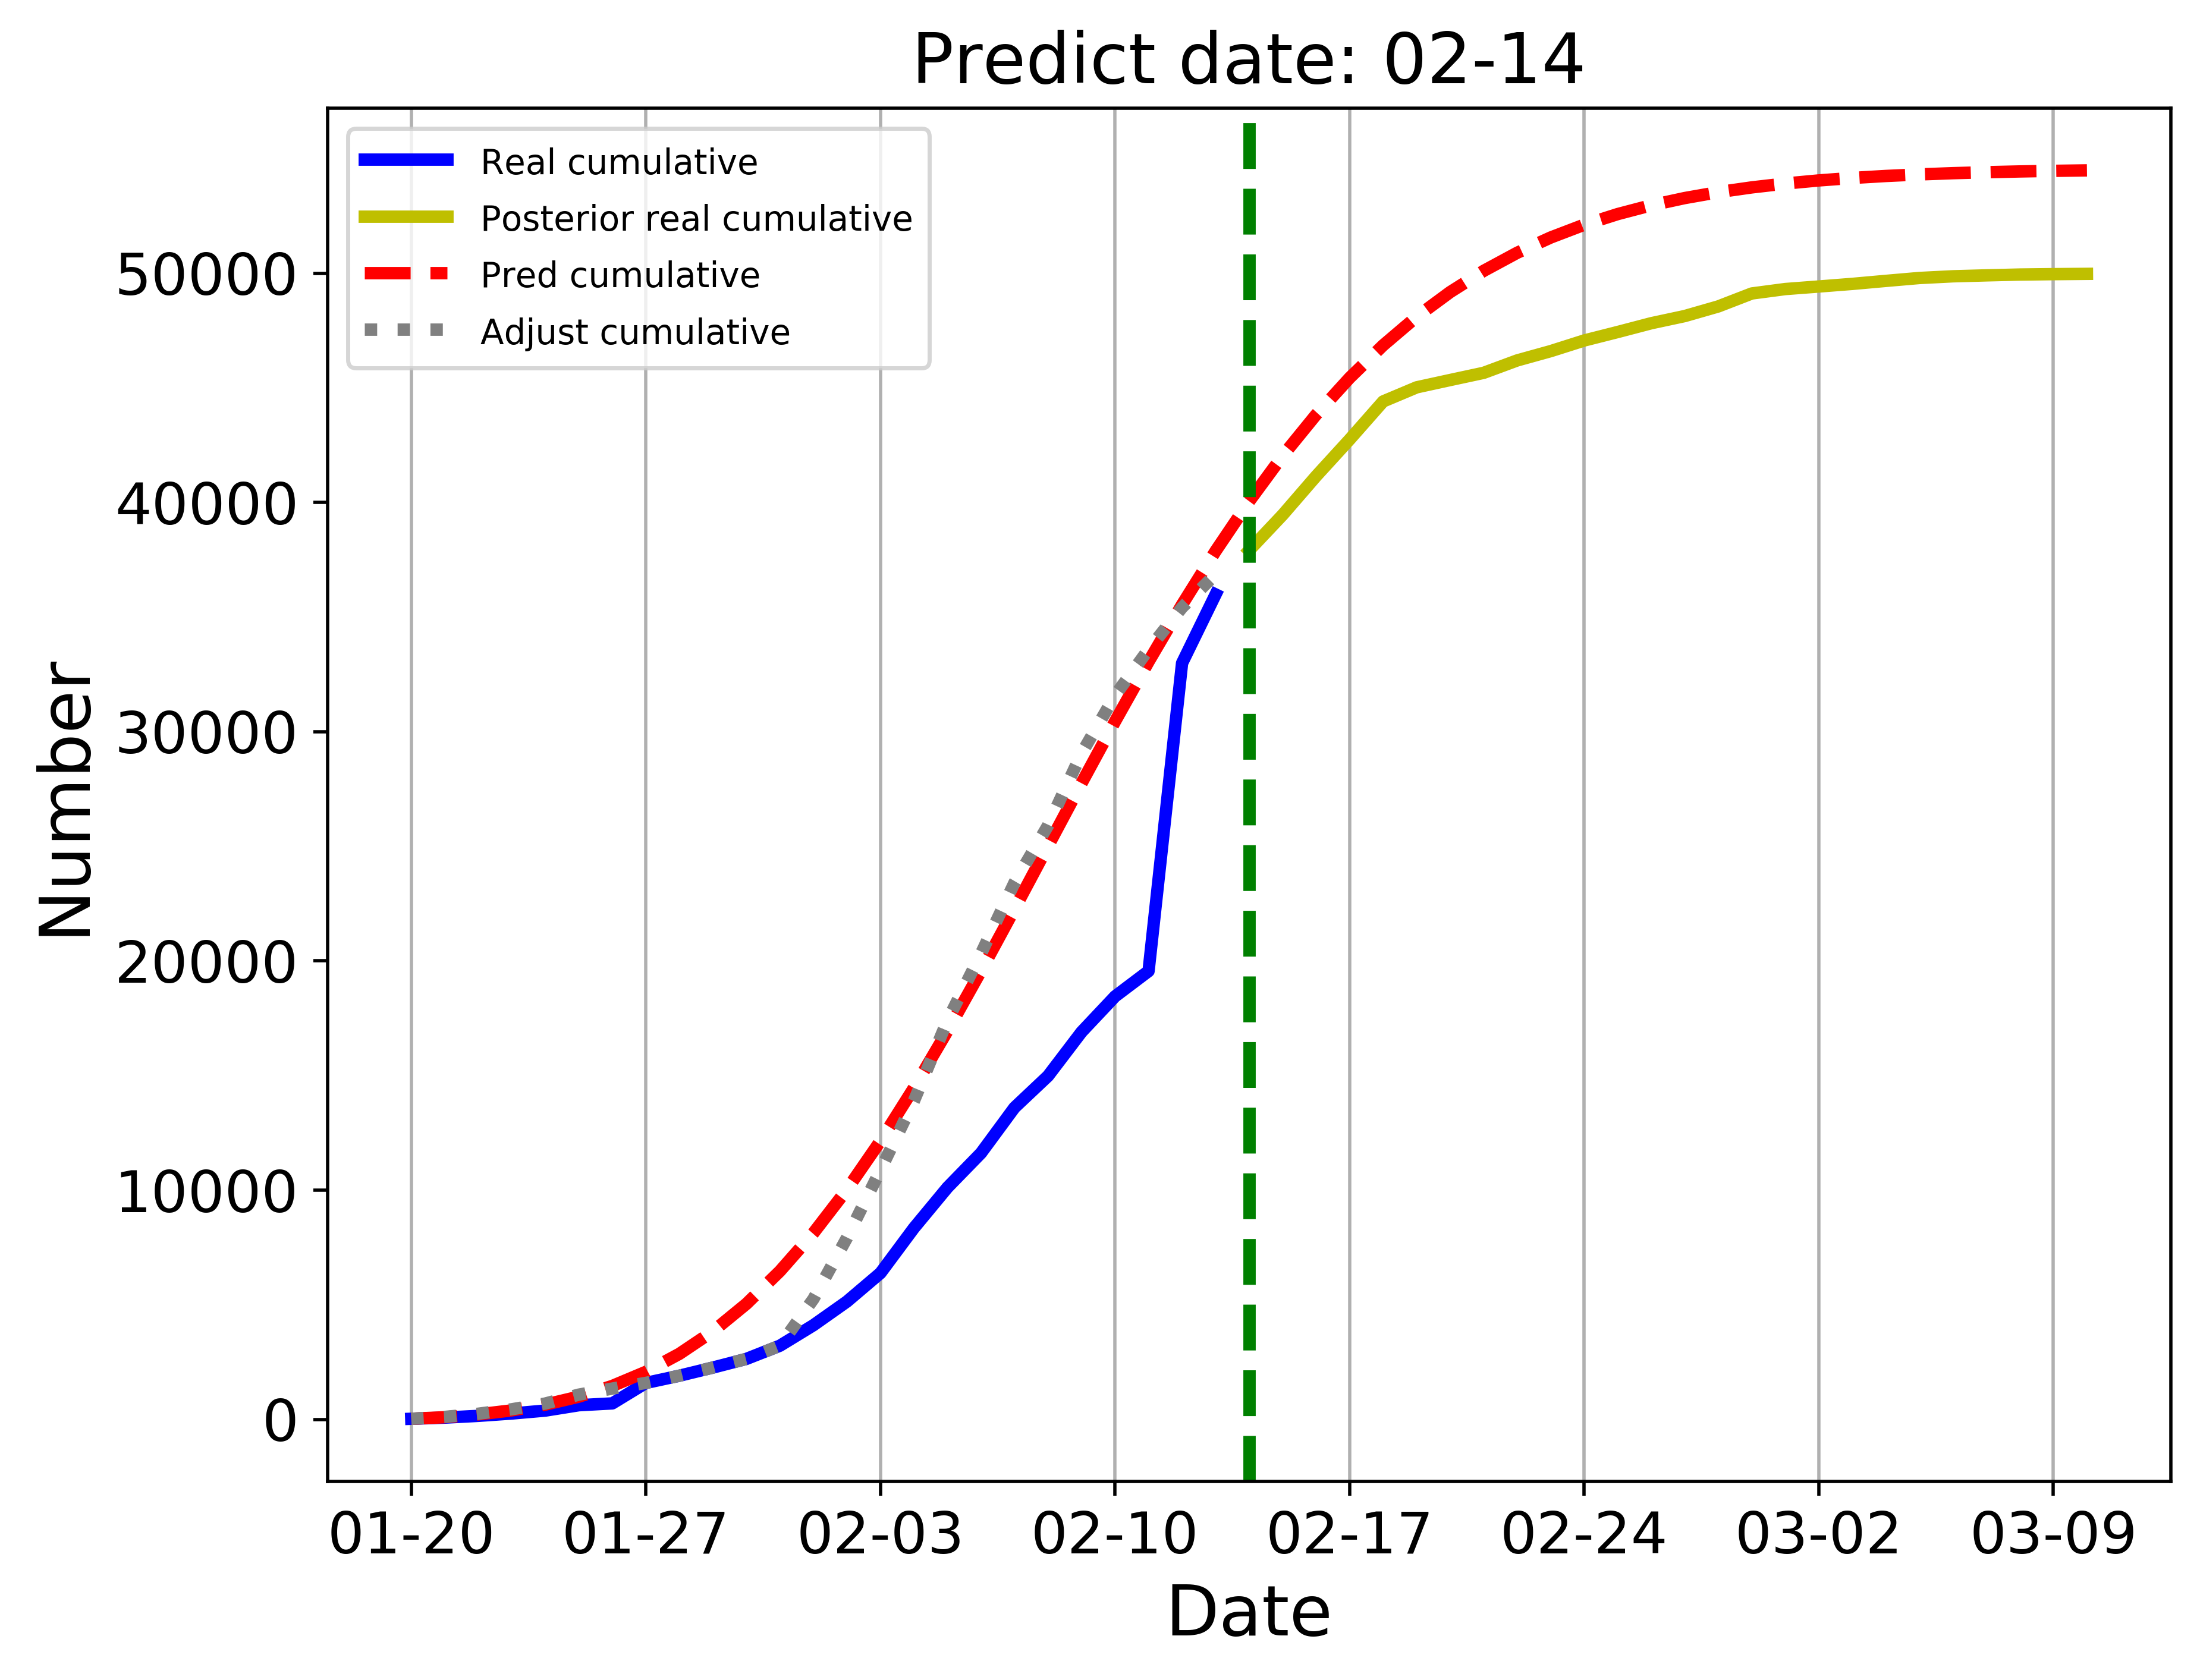 Predict date: 02-14
Real cumulative
Posterior real cumulative
Pred cumulative
Adjust cumulative
50000
40000
30000
20000
10000
0
Number
01-20 01-27 02-03 02-10 02-17 02-24 03-02 03-09
Date